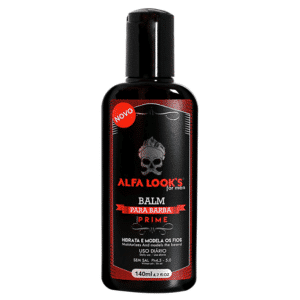 NOVO
ALFA LOOK'S
for men
BALM
PARA BARBA
PRIME
HIDRATA E MODELA OS FIOS
USO DIÁRIO
SEM SAL
140ml